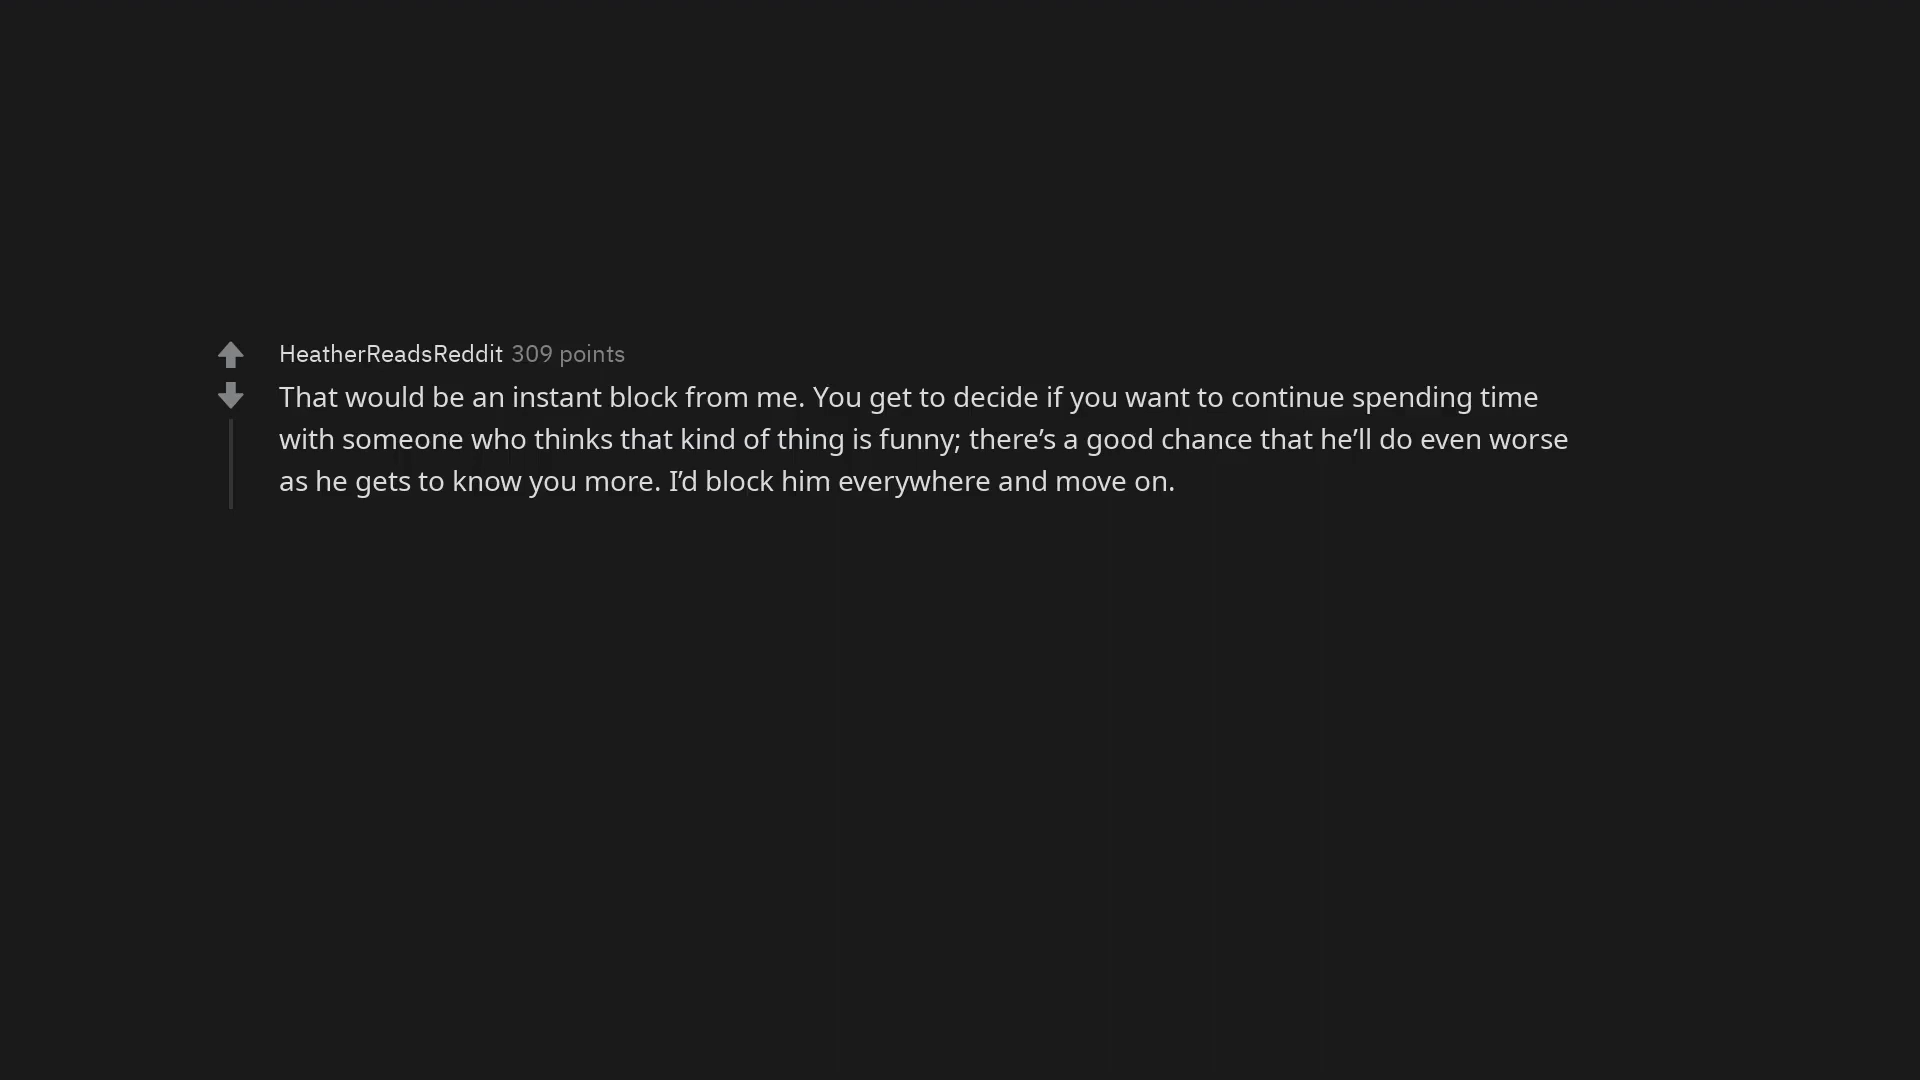 HeatherReadsReddit 309 points
That would be an instant block from me. You get to decide if you want to continue spending time
with someone who thinks that kind of thing is funny; there’s a good chance that he’ll do even worse
as he gets to know you more. I’d block him everywhere and move on.